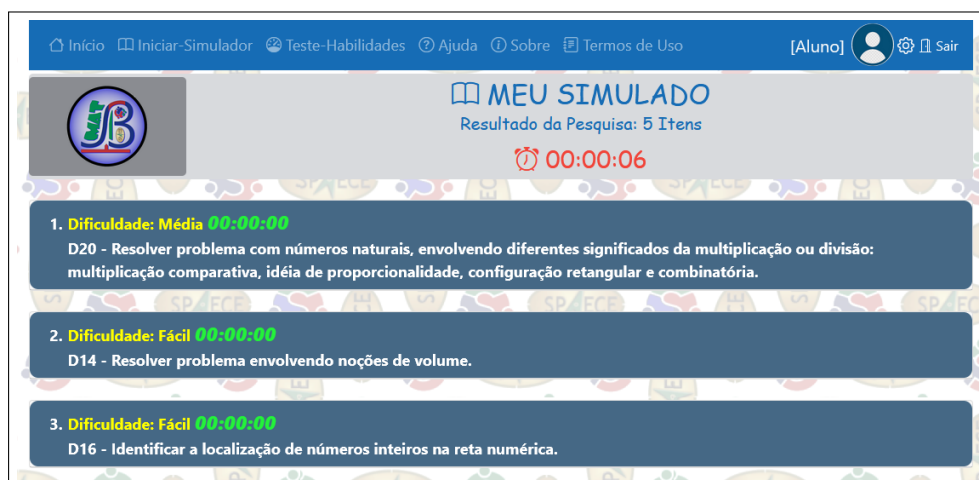 Início Iniciar-Simulador Teste-Habilidades Ajuda Sobre Termos de Uso [Aluno] Sair
MAT
B
MEU SIMULADO
Resultado da Pesquisa: 5 Itens
00:00:06
1. Dificuldade: Média 00:00:00
D20 - Resolver problema com números naturais, envolvendo diferentes significados da multiplicação ou divisão:
multiplicação comparativa, idéia de proporcionalidade, configuração retangular e combinatória.
SPAECE
2. Dificuldade: Fácil 00:00:00
D14 - Resolver problema envolvendo noções de volume.
3. Dificuldade: Fácil 00:00:00
D16 - Identificar a localização de números inteiros na reta numérica.